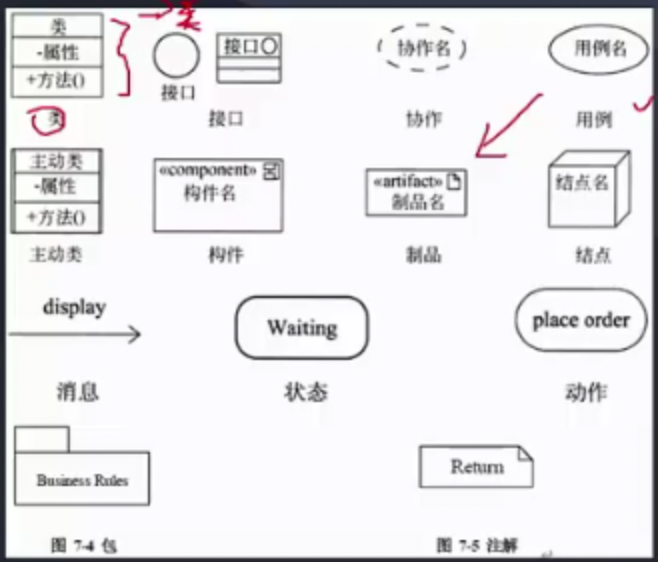 类
-属性
+方法()
类
类
接口
接口
接口
协作名
协作
用例名
用例
主动类
-属性
+方法()
主动类
«component»
构件名
构件
«artifact»
制品名
制品
结点名
结点
display
消息
Waiting
状态
place order
动作
Business Rules
图 7-4 包
Return
图 7-5 注解